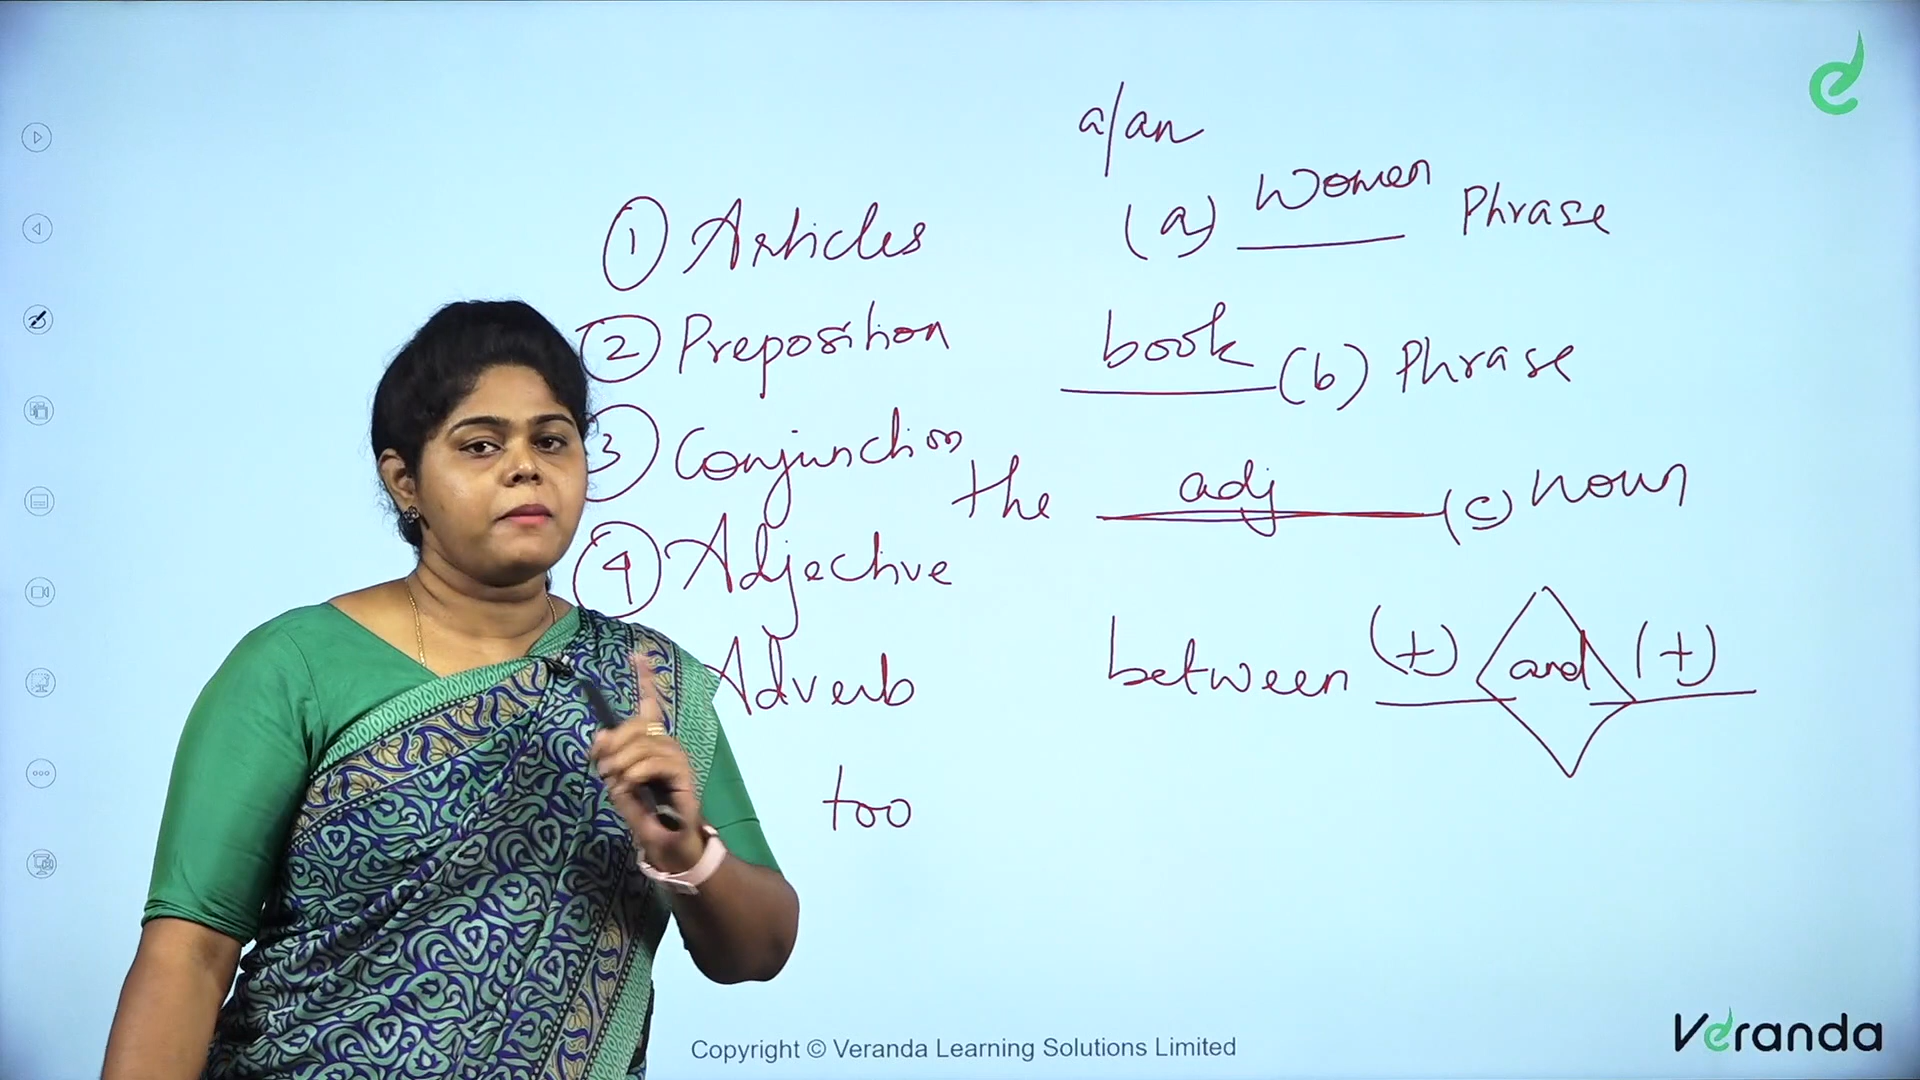 a/an
(a) Women Phrase
① Articles
② Preposition
book (b) Phrase
3 Conjunction
the adj (c) noun
④ Adjective
between (+) and (+)
Adverb
too
Veranda
Copyright © Veranda Learning Solutions Limited